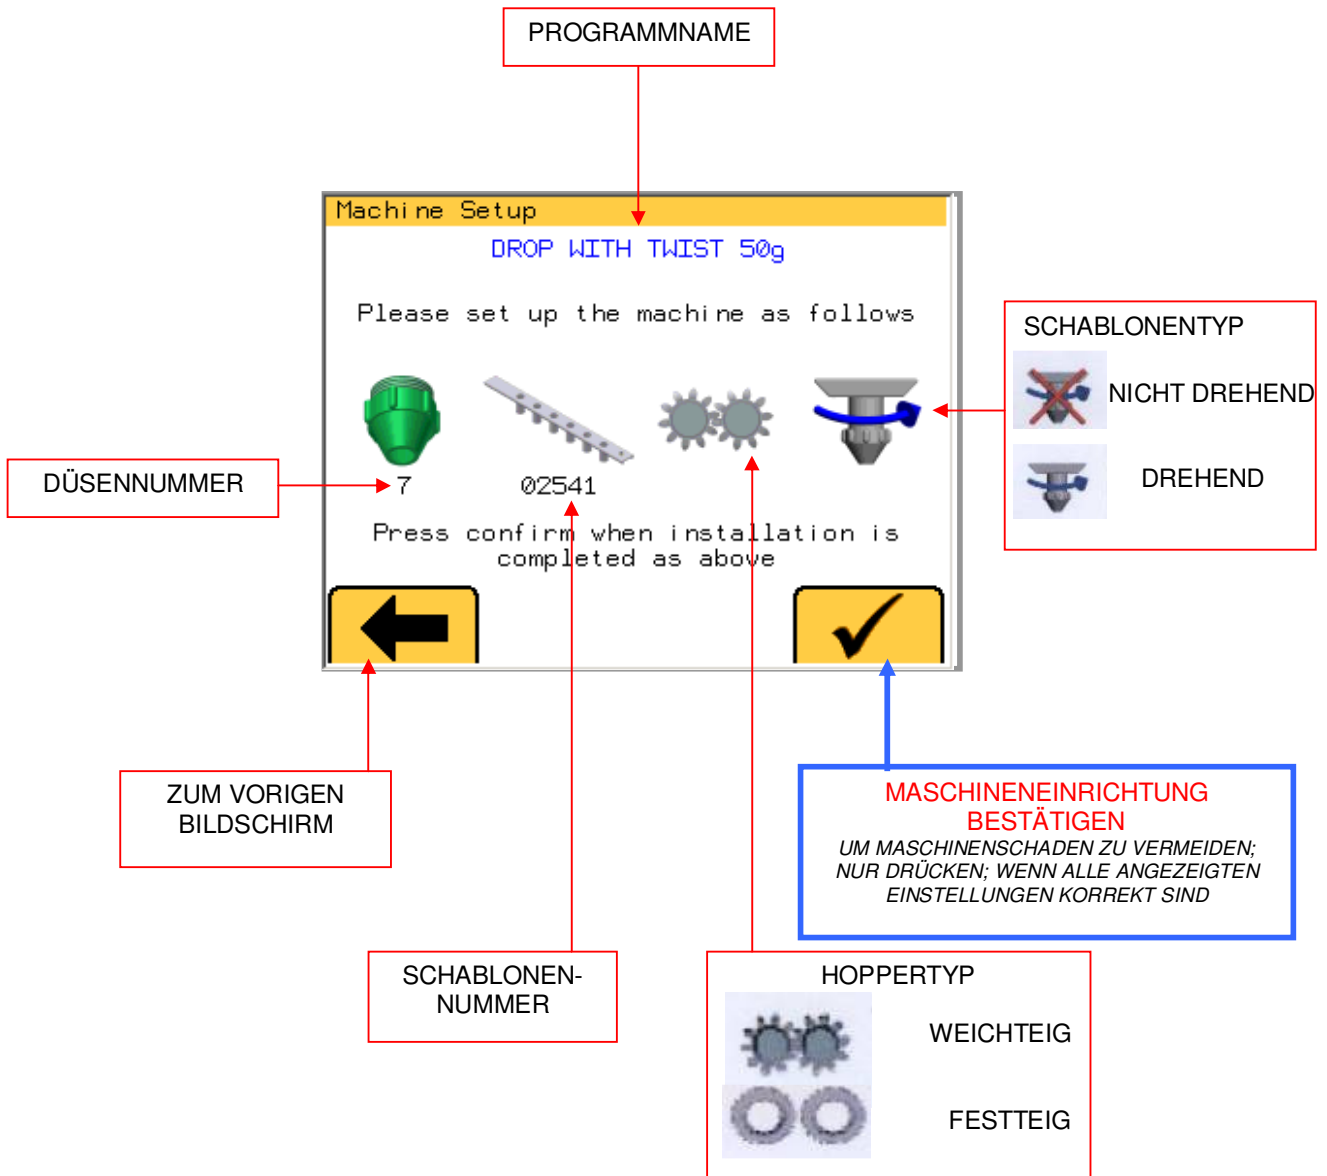 PROGRAMMNAME
Machine Setup
DROP WITH TWIST 50g
Please set up the machine as follows
SCHABLONENTYP
NICHT DREHEND
DREHEND
DÜSENNUMMER
7
02541
Press confirm when installation is
completed as above
ZUM VORIGEN
BILDSCHIRM
MASCHINENEINRICHTUNG
BESTÄTIGEN
UM MASCHINENSCHADEN ZU VERMEIDEN;
NUR DRÜCKEN; WENN ALLE ANGEZEIGTEN
EINSTELLUNGEN KORREKT SIND
SCHABLONEN-
NUMMER
HOPPERTYP
WEICHTEIG
FESTTEIG